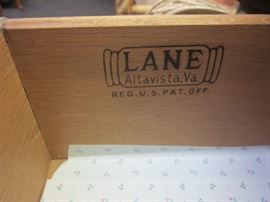 LANE
Altavista, Va.
REG. U.S. PAT. OFF.